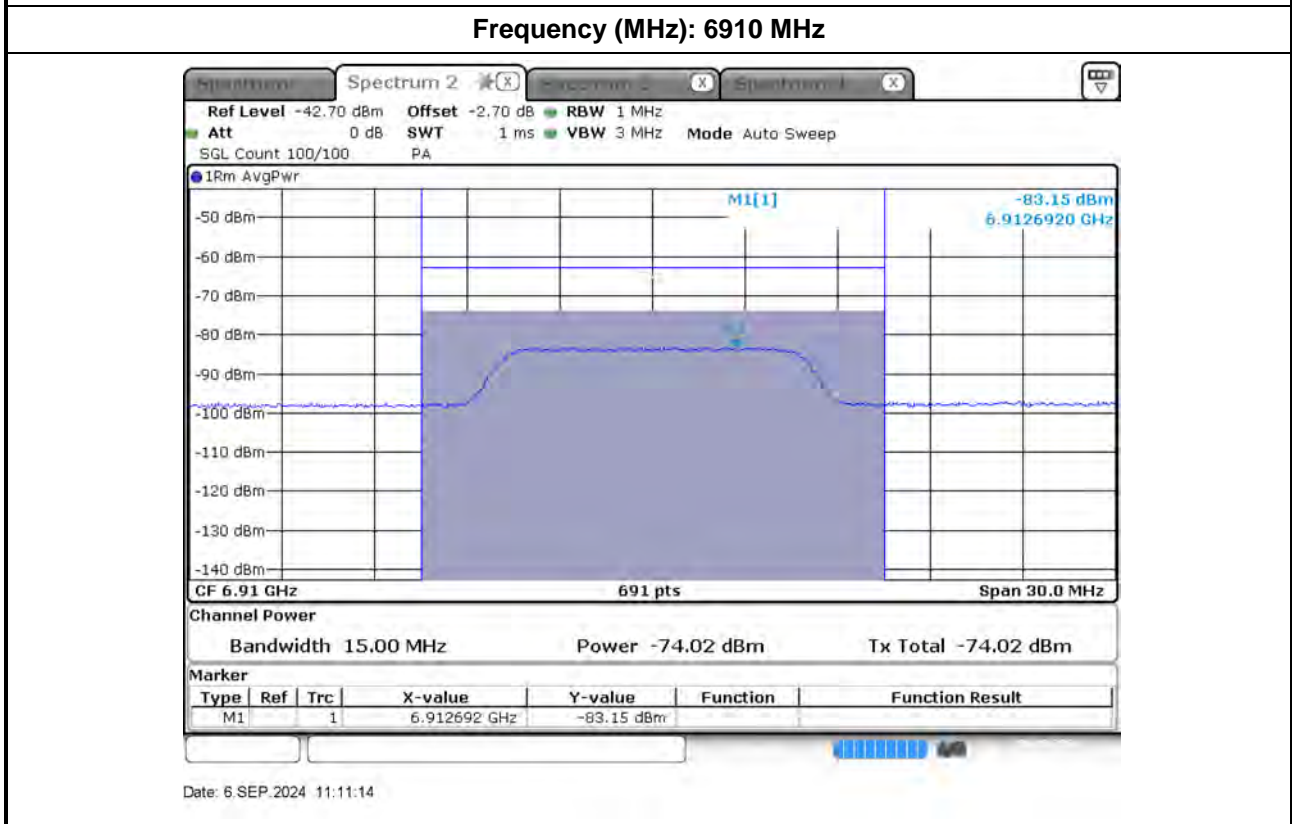 Frequency (MHz): 6910 MHz
Spectrum 2
Ref Level -42.70 dBm Offset -2.70 dB RBW 1 MHz
Att 0 dB SWT 1 ms VBW 3 MHz Mode Auto Sweep
SGL Count 100/100 PA
1Rm AvgPwr
M1[1] -83.15 dBm
6.9126920 GHz
-50 dBm
-60 dBm
-70 dBm
-80 dBm
-90 dBm
-100 dBm
-110 dBm
-120 dBm
-130 dBm
-140 dBm
CF 6.91 GHz 691 pts Span 30.0 MHz
Channel Power
Bandwidth 15.00 MHz Power -74.02 dBm Tx Total -74.02 dBm
Marker
Type Ref Trc X-value Y-value Function Function Result
M1 1 6.912692 GHz -83.15 dBm
Date: 6.SEP.2024 11:11:14